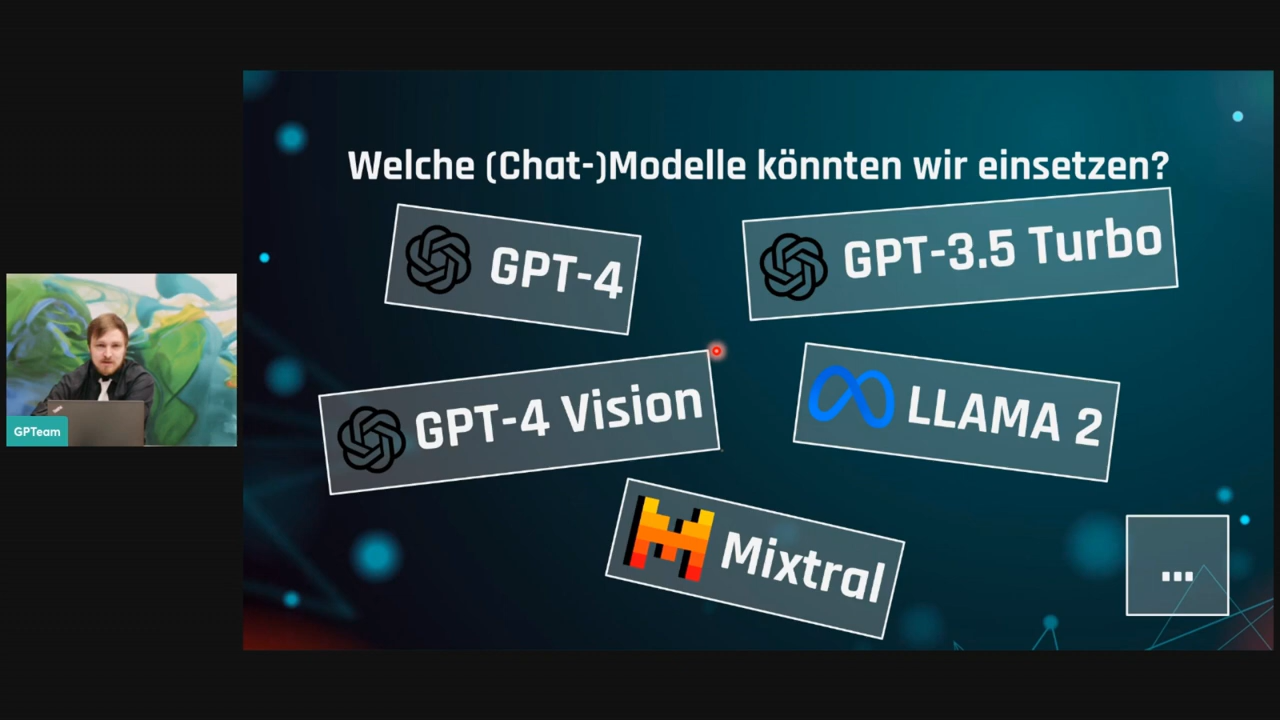 Welche (Chat-)Modelle könnten wir einsetzen?
GPT-4
GPT-3.5 Turbo
GPT-4 Vision
LLAMA 2
Mixtral
...
GPTeam